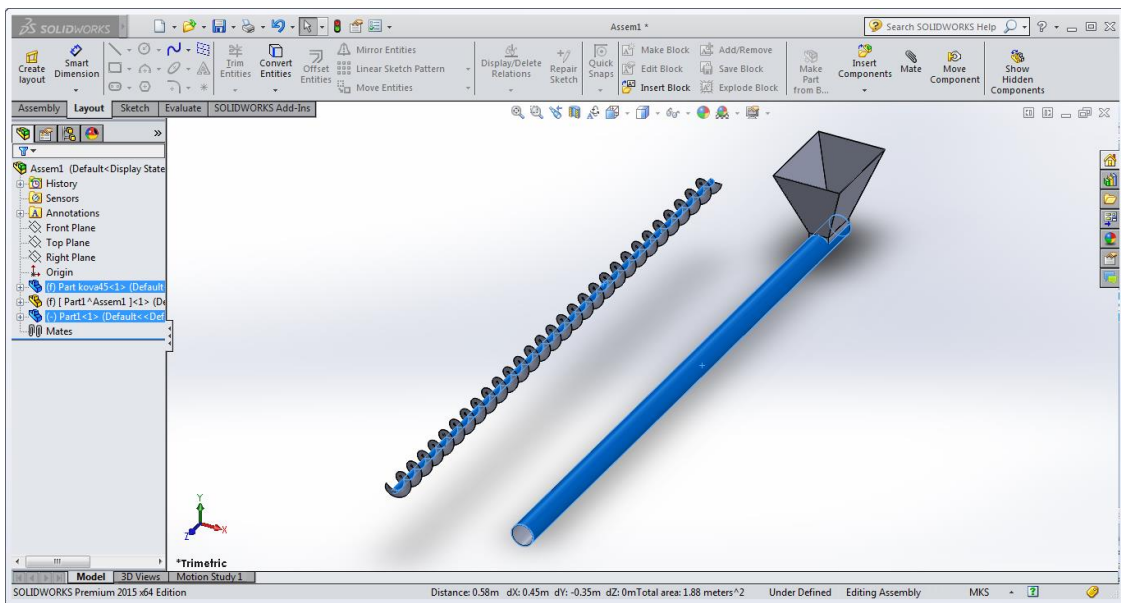 SOLIDWORKS
Assem1 *
Search SOLIDWORKS Help
Create layout
Smart Dimension
Trim Entities
Convert Entities
Offset Entities
Mirror Entities
Linear Sketch Pattern
Move Entities
Display/Delete Relations
Repair Sketch
Quick Snaps
Make Block
Edit Block
Insert Block
Add/Remove
Save Block
Explode Block
Make Part from B...
Insert Components
Mate
Move Component
Show Hidden Components
Assembly Layout Sketch Evaluate SOLIDWORKS Add-Ins
Assem1 (Default<Display State
History
Sensors
Annotations
Front Plane
Top Plane
Right Plane
Origin
(f) Part kova45<1> (Default
(f) [ Part1^Assem1 ]<1> (De
(-) Part1<1> (Default<<Def
Mates
Y
X
Z
*Trimetric
Model 3D Views Motion Study 1
SOLIDWORKS Premium 2015 x64 Edition
Distance: 0.58m dX: 0.45m dY: -0.35m dZ: 0mTotal area: 1.88 meters^2 Under Defined Editing Assembly MKS